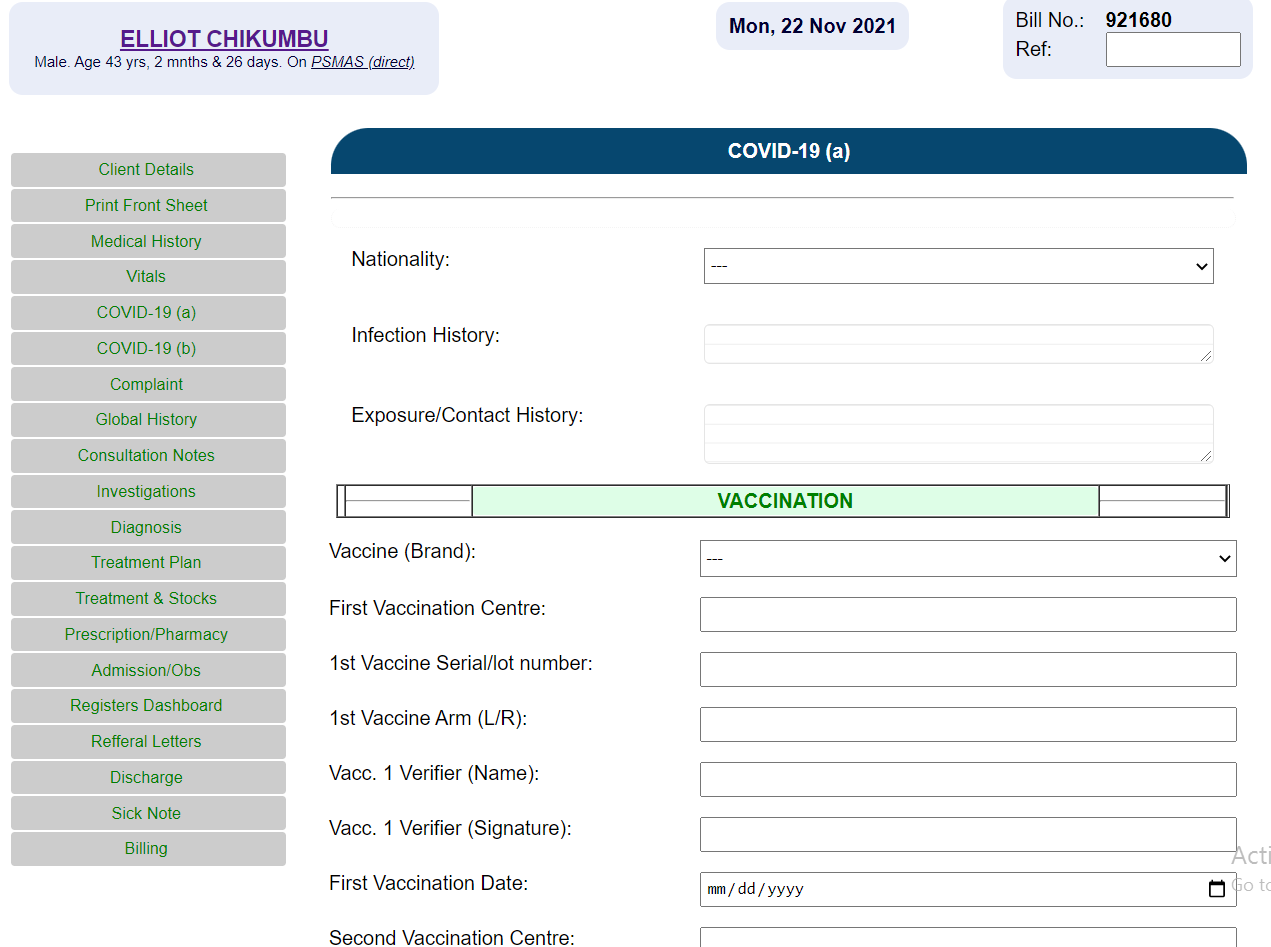 ELLIOT CHIKUMBU
Male. Age 43 yrs, 2 mnths & 26 days. On PSMAS (direct)
Mon, 22 Nov 2021
Bill No.: 921680
Ref:
Client Details
Print Front Sheet
Medical History
Vitals
COVID-19 (a)
COVID-19 (b)
Complaint
Global History
Consultation Notes
Investigations
Diagnosis
Treatment Plan
Treatment & Stocks
Prescription/Pharmacy
Admission/Obs
Registers Dashboard
Refferal Letters
Discharge
Sick Note
Billing
COVID-19 (a)
Nationality: ---
Infection History:
Exposure/Contact History:
VACCINATION
Vaccine (Brand): ---
First Vaccination Centre:
1st Vaccine Serial/lot number:
1st Vaccine Arm (L/R):
Vacc. 1 Verifier (Name):
Vacc. 1 Verifier (Signature):
First Vaccination Date: mm/dd/yyyy
Second Vaccination Centre:
Acti
Go to